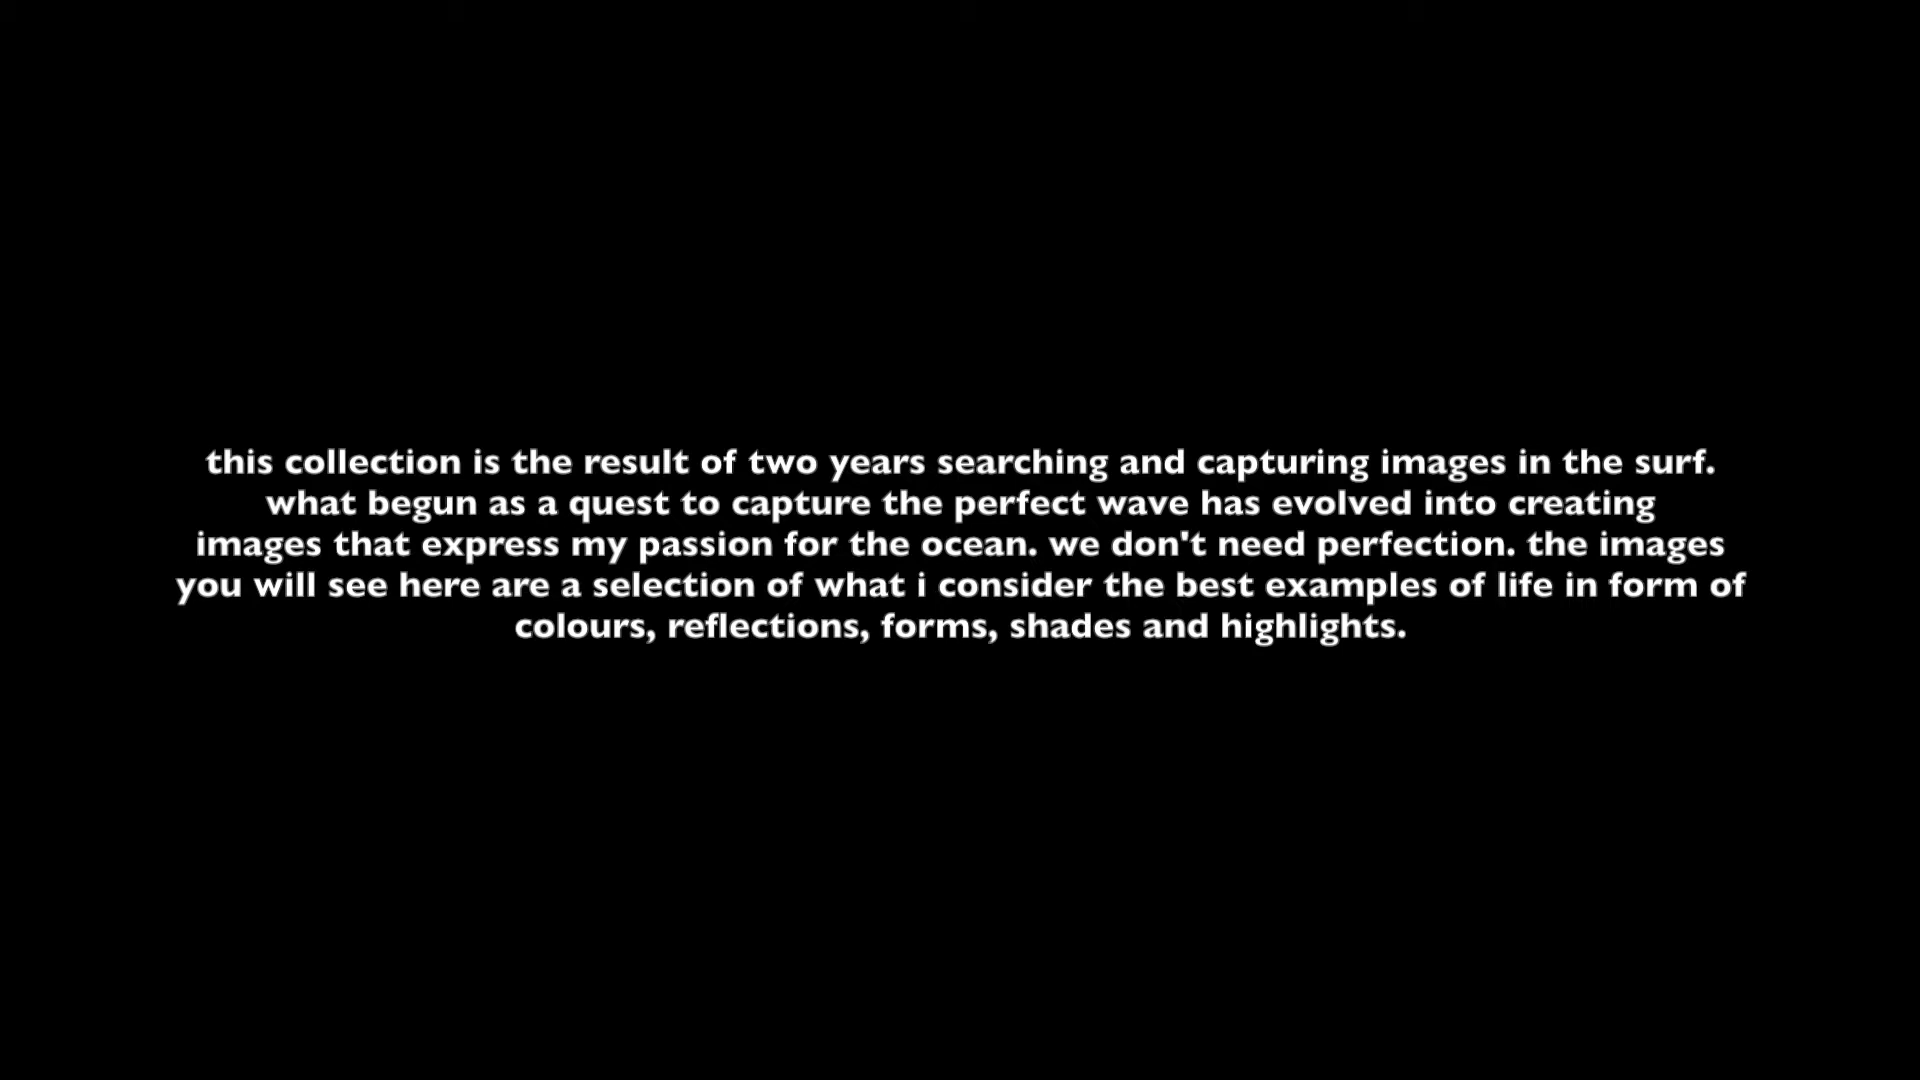 this collection is the result of two years searching and capturing images in the surf.
what begun as a quest to capture the perfect wave has evolved into creating
images that express my passion for the ocean. we don't need perfection. the images
you will see here are a selection of what i consider the best examples of life in form of
colours, reflections, forms, shades and highlights.